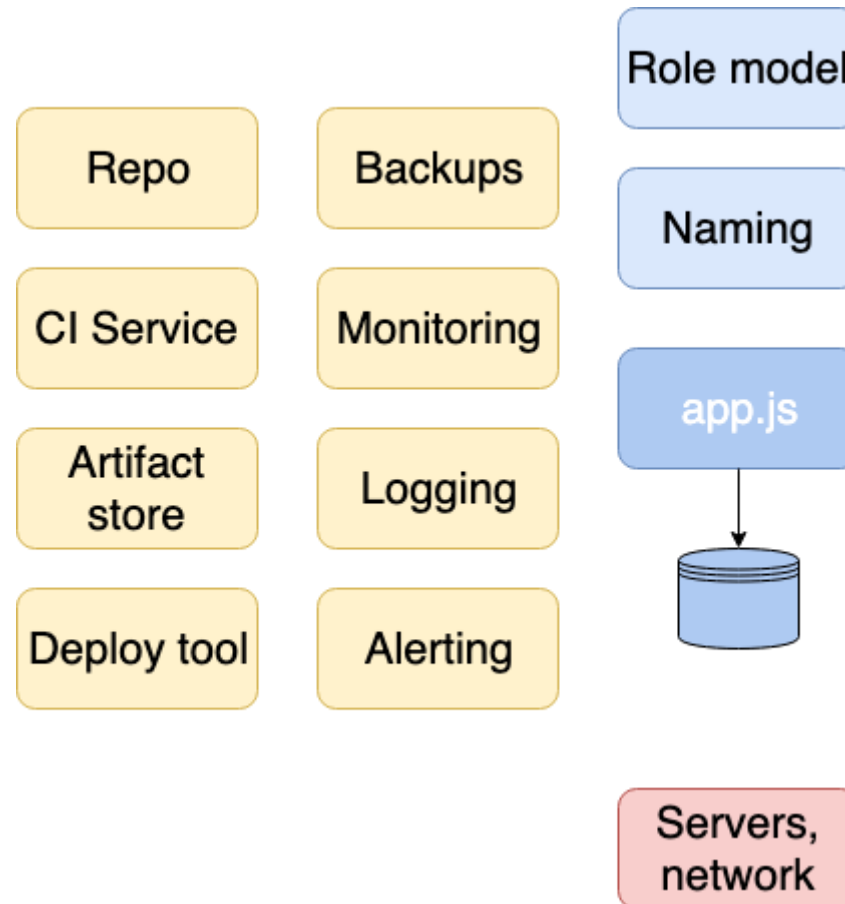 Role model
Repo
Backups
Naming
CI Service
Monitoring
app.js
Artifact
store
Logging
Deploy tool
Alerting
Servers,
network